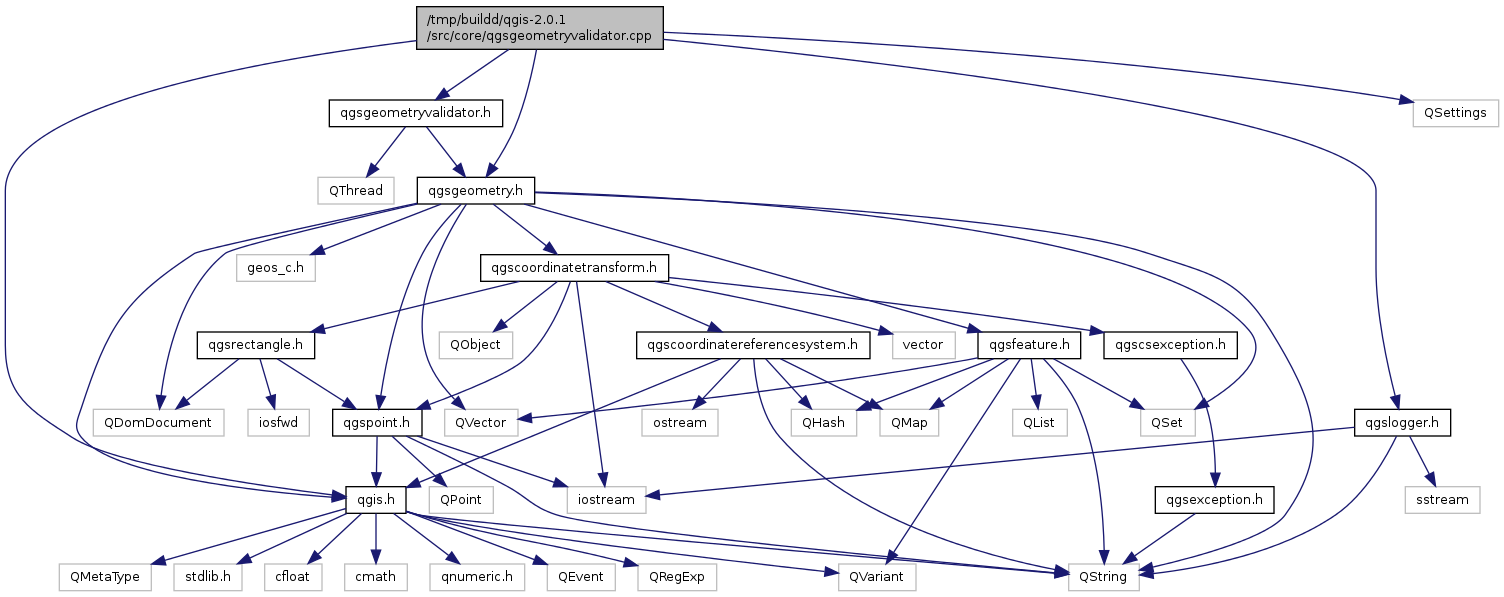 /tmp/buildd/qgis-2.0.1
/src/core/qgsgeometryvalidator.cpp
qgsgeometryvalidator.h
QSettings
QThread
qgsgeometry.h
geos_c.h
qgscoordinatetransform.h
qgsrectangle.h
QObject
qgscoordinatereferencesystem.h
vector
qgsfeature.h
qgscsexception.h
QDomDocument
iosfwd
qgspoint.h
QVector
ostream
QHash
QMap
QList
QSet
qgslogger.h
qgis.h
QPoint
iostream
qgsexception.h
sstream
QMetaType
stdlib.h
cfloat
cmath
qnumeric.h
QEvent
QRegExp
QVariant
QString